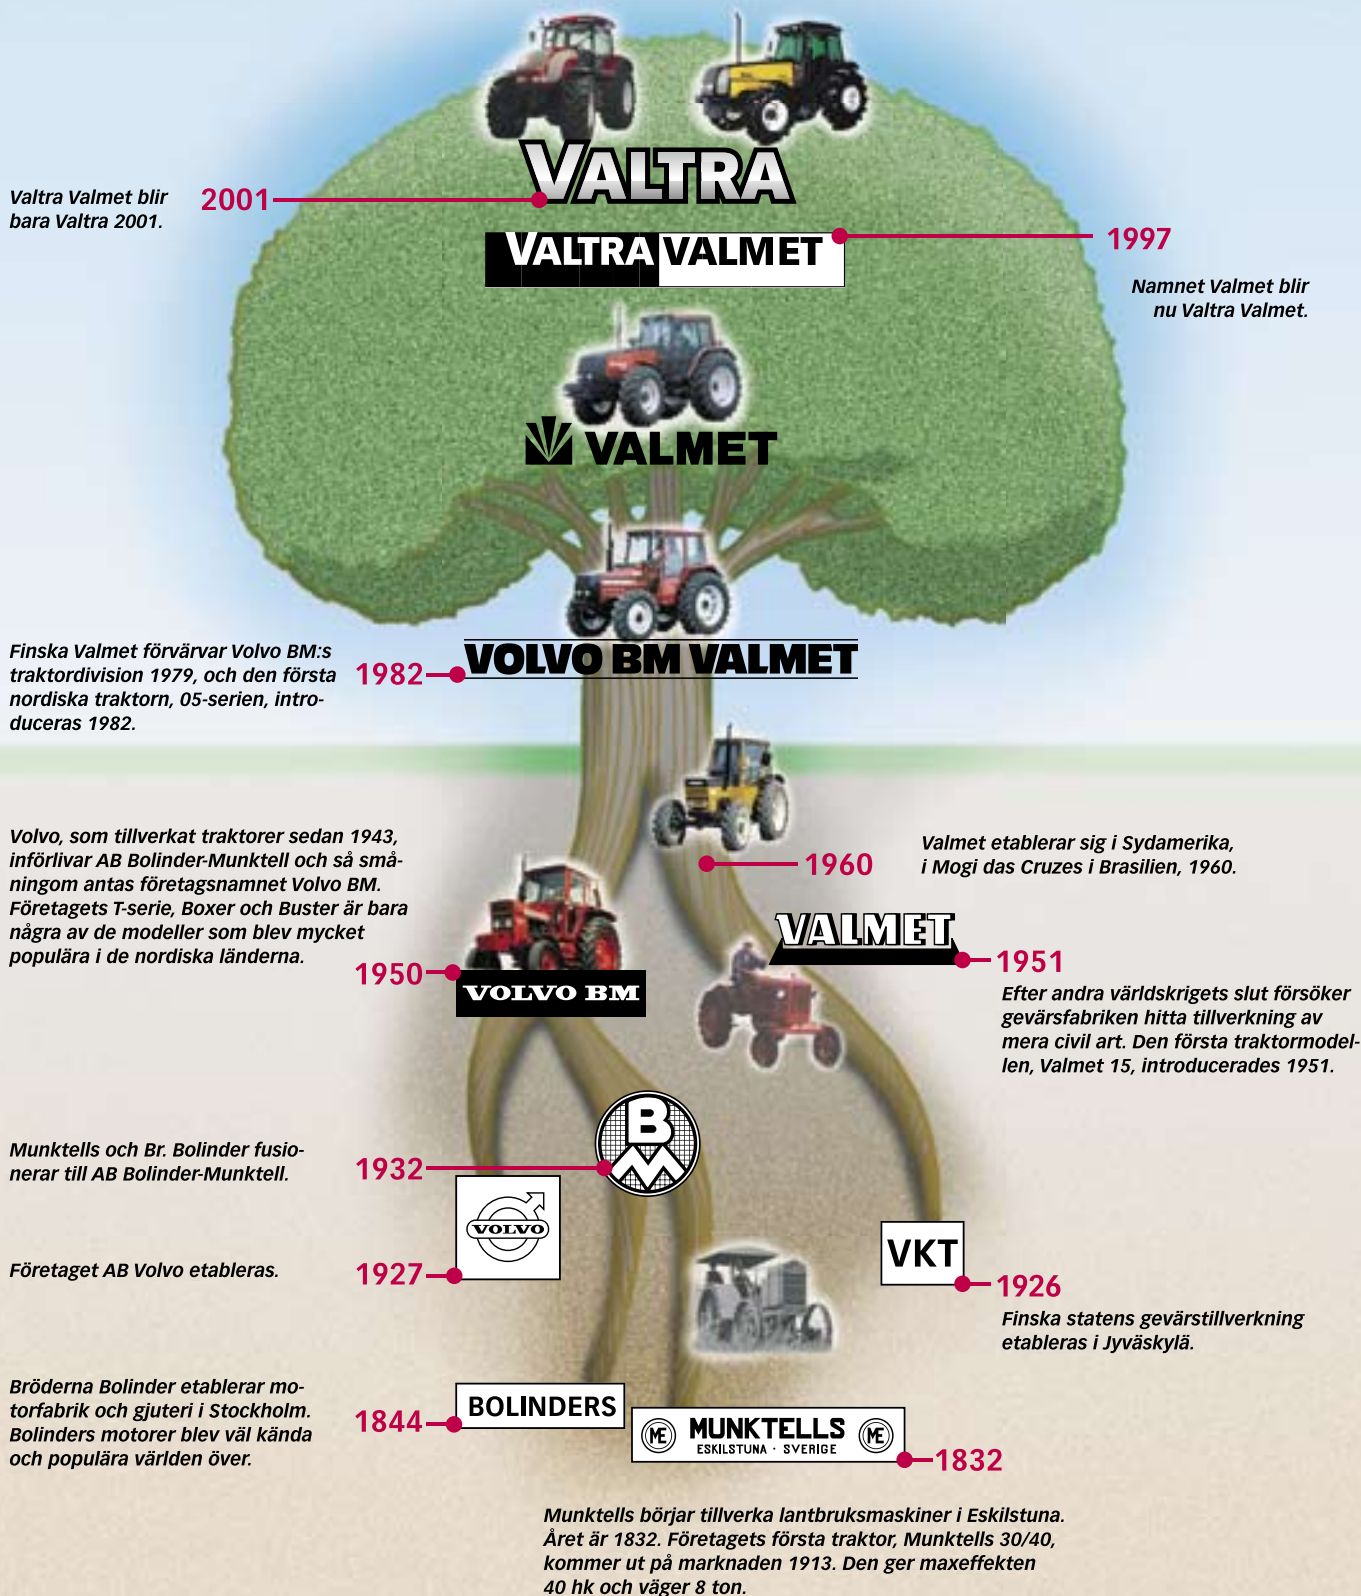 VALTRA
Valtra Valmet blir
bara Valtra 2001.
2001
VALTRA VALMET
1997
Namnet Valmet blir
nu Valtra Valmet.
VALMET
Finska Valmet förvärvar Volvo BM:s
traktordivision 1979, och den första
nordiska traktorn, 05-serien, intro-
duceras 1982.
1982
VOLVO BM VALMET
Volvo, som tillverkat traktorer sedan 1943,
införlivar AB Bolinder-Munktell och så små-
ningom antas företagsnamnet Volvo BM.
Företagets T-serie, Boxer och Buster är bara
några av de modeller som blev mycket
populära i de nordiska länderna.
1950
VOLVO BM
1960
Valmet etablerar sig i Sydamerika,
i Mogi das Cruzes i Brasilien, 1960.
VALMET
1951
Efter andra världskrigets slut försöker
gevärsfabriken hitta tillverkning av
mera civil art. Den första traktormodel-
len, Valmet 15, introducerades 1951.
Munktells och Br. Bolinder fusio-
nerar till AB Bolinder-Munktell.
1932
B
M
Företaget AB Volvo etableras.
1927
VOLVO
VKT
1926
Finska statens gevärstillverkning
etableras i Jyväskylä.
Bröderna Bolinder etablerar mo-
torfabrik och gjuteri i Stockholm.
Bolinders motorer blev väl kända
och populära världen över.
1844
BOLINDERS
ME MUNKTELLS ME
ESKILSTUNA · SVERIGE
1832
Munktells börjar tillverka lantbruksmaskiner i Eskilstuna.
Året är 1832. Företagets första traktor, Munktells 30/40,
kommer ut på marknaden 1913. Den ger maxeffekten
40 hk och väger 8 ton.